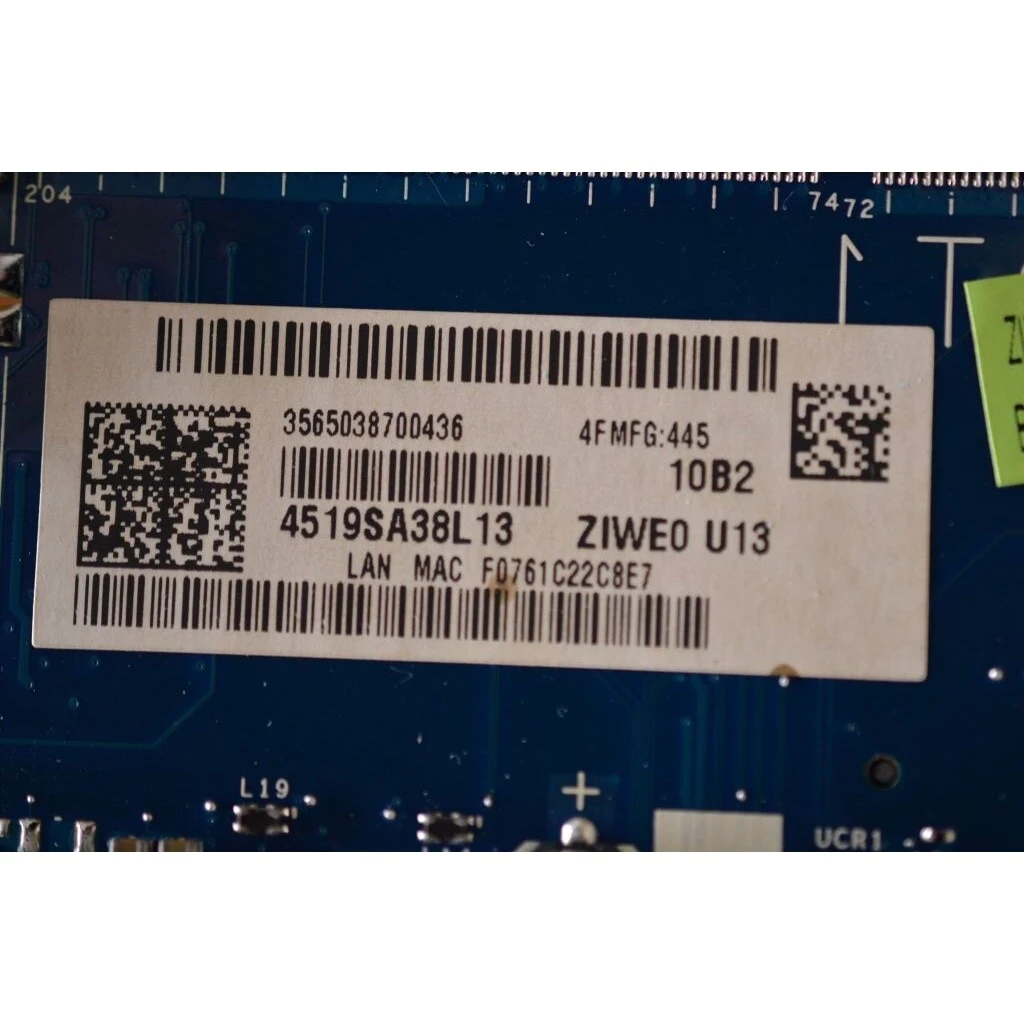 204
7472
3565038700436
4FMFG:445
10B2
4519SA38L13
ZIWE0 U13
LAN MAC F0761C22C8E7
L19
UCR1